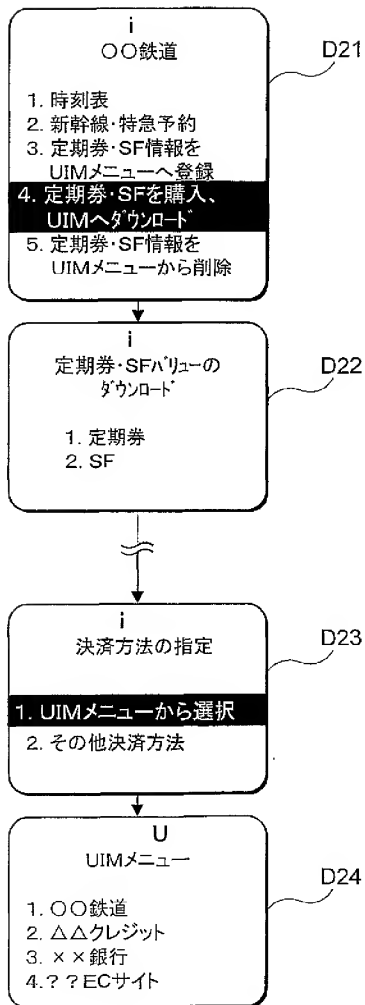 i
○○鉄道
D21
1. 時刻表
2. 新幹線・特急予約
3. 定期券・SF情報を
UIMメニューへ登録
4. 定期券・SFを購入、
UIMへダウンロード
5. 定期券・SF情報を
UIMメニューから削除
i
定期券・SFバリューの
ダウンロード
D22
1. 定期券
2. SF
i
決済方法の指定
D23
1. UIMメニューから選択
2. その他決済方法
U
UIMメニュー
D24
1. ○○鉄道
2. △△クレジット
3. ××銀行
4.？？ECサイト